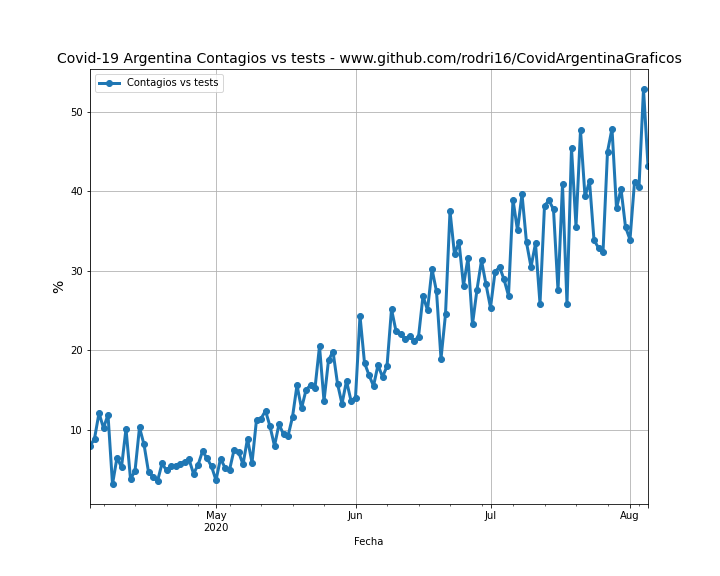 Covid-19 Argentina Contagios vs tests - www.github.com/rodri16/CovidArgentinaGraficos
Contagios vs tests
50
40
30
20
10
%
May
2020
Jun
Jul
Aug
Fecha